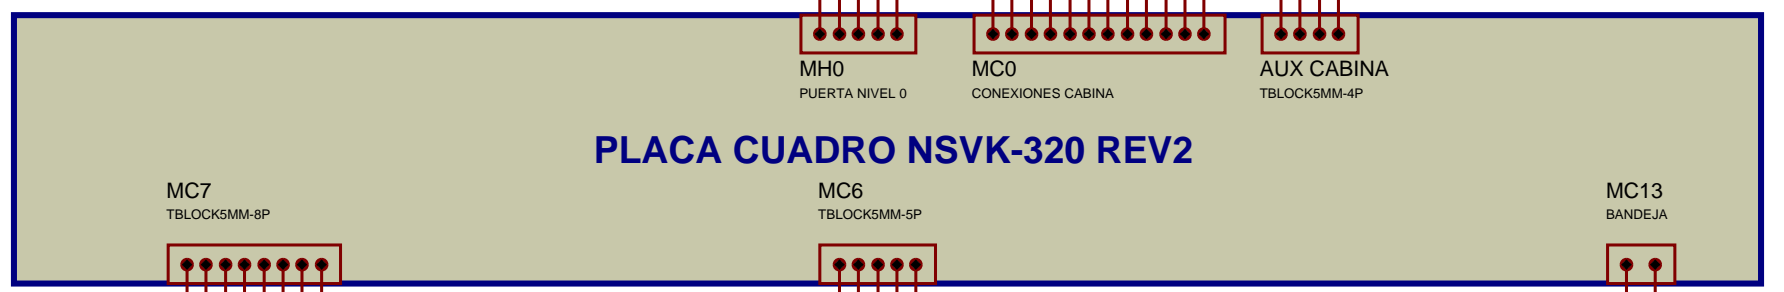 MH0
PUERTA NIVEL 0
MC0
CONEXIONES CABINA
AUX CABINA
TBLOCK5MM-4P
PLACA CUADRO NSVK-320 REV2
MC7
TBLOCK5MM-8P
MC6
TBLOCK5MM-5P
MC13
BANDEJA